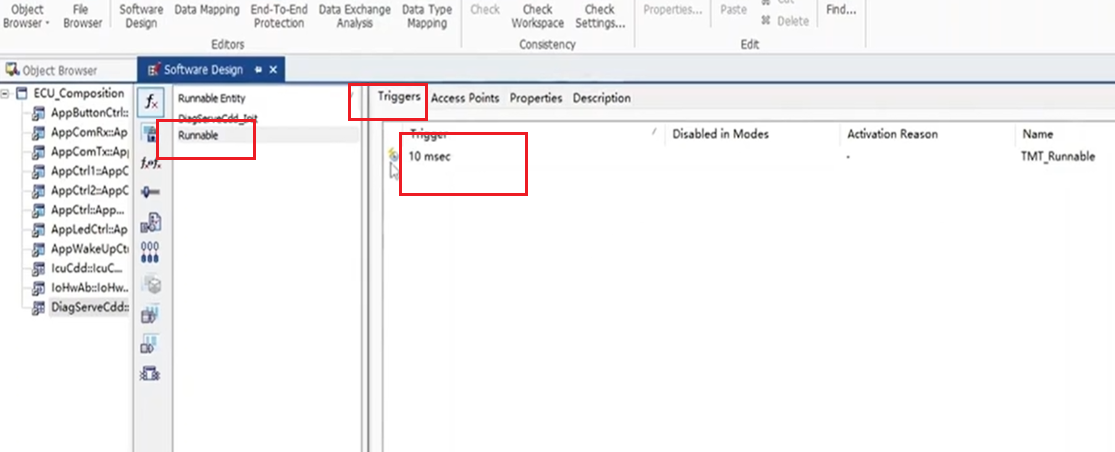 Object Browser
File Browser
Software Design
Data Mapping
End-To-End Protection
Data Exchange Analysis
Data Type Mapping
Check
Check Workspace
Check Settings...
Properties...
Paste
Cut
Delete
Find...
Editors
Consistency
Edit
Object Browser
Software Design
ECU_Composition
AppButtonCtrl::
AppComRx::Ap
AppComTx::App
AppCtrl1::AppC
AppCtrl2::AppC
AppCtrl::App...
AppLedCtrl::Ap
AppWakeUpCt
IcuCdd::IcuC...
IoHwAb::IoHw..
DiagServeCdd::
Runnable Entity
DiagServeCdd_Init
Runnable
Triggers
Access Points
Properties
Description
Trigger
Disabled in Modes
Activation Reason
Name
10 msec
-
TMT_Runnable